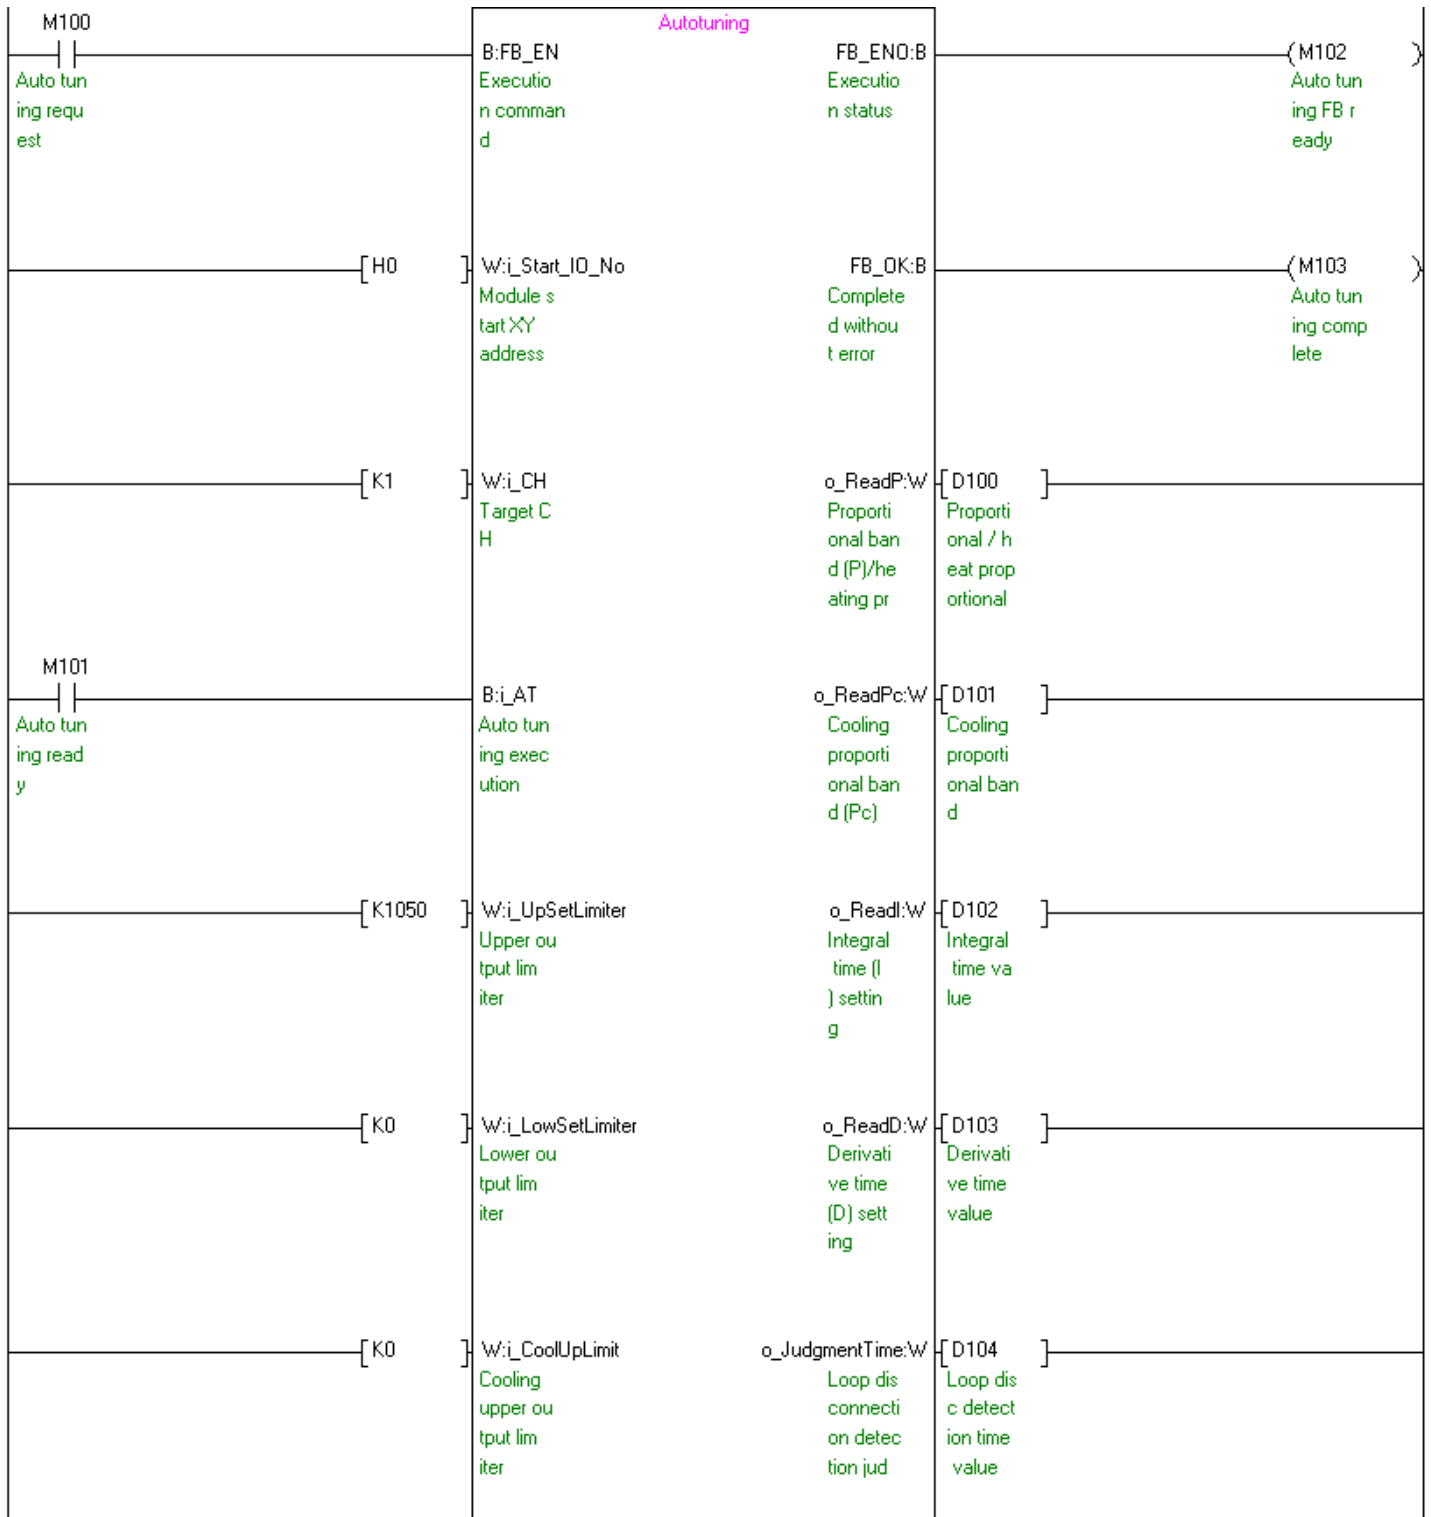 M100
Autotuning
B:FB_EN
FB_ENO:B
M102
Auto tun
ing requ
est
Executio
n comman
d
Executio
n status
Auto tun
ing FB r
eady
H0
W:i_Start_IO_No
FB_OK:B
M103
Module s
tart XY
address
Complete
d withou
t error
Auto tun
ing comp
lete
K1
W:i_CH
o_ReadP:W
D100
Target C
H
Proporti
onal ban
d (P)/he
ating pr
Proporti
onal / h
eat prop
ortional
M101
B:i_AT
o_ReadPc:W
D101
Auto tun
ing read
y
Auto tun
ing exec
ution
Cooling
proporti
onal ban
d (Pc)
Cooling
proporti
onal ban
d
K1050
W:i_UpSetLimiter
o_ReadI:W
D102
Upper ou
tput lim
iter
Integral
time (I
) settin
g
Integral
time va
lue
K0
W:i_LowSetLimiter
o_ReadD:W
D103
Lower ou
tput lim
iter
Derivati
ve time
(D) sett
ing
Derivati
ve time
value
K0
W:i_CoolUpLimit
o_JudgmentTime:W
D104
Cooling
upper ou
tput lim
iter
Loop dis
connecti
on detec
tion jud
Loop dis
c detect
ion time
value